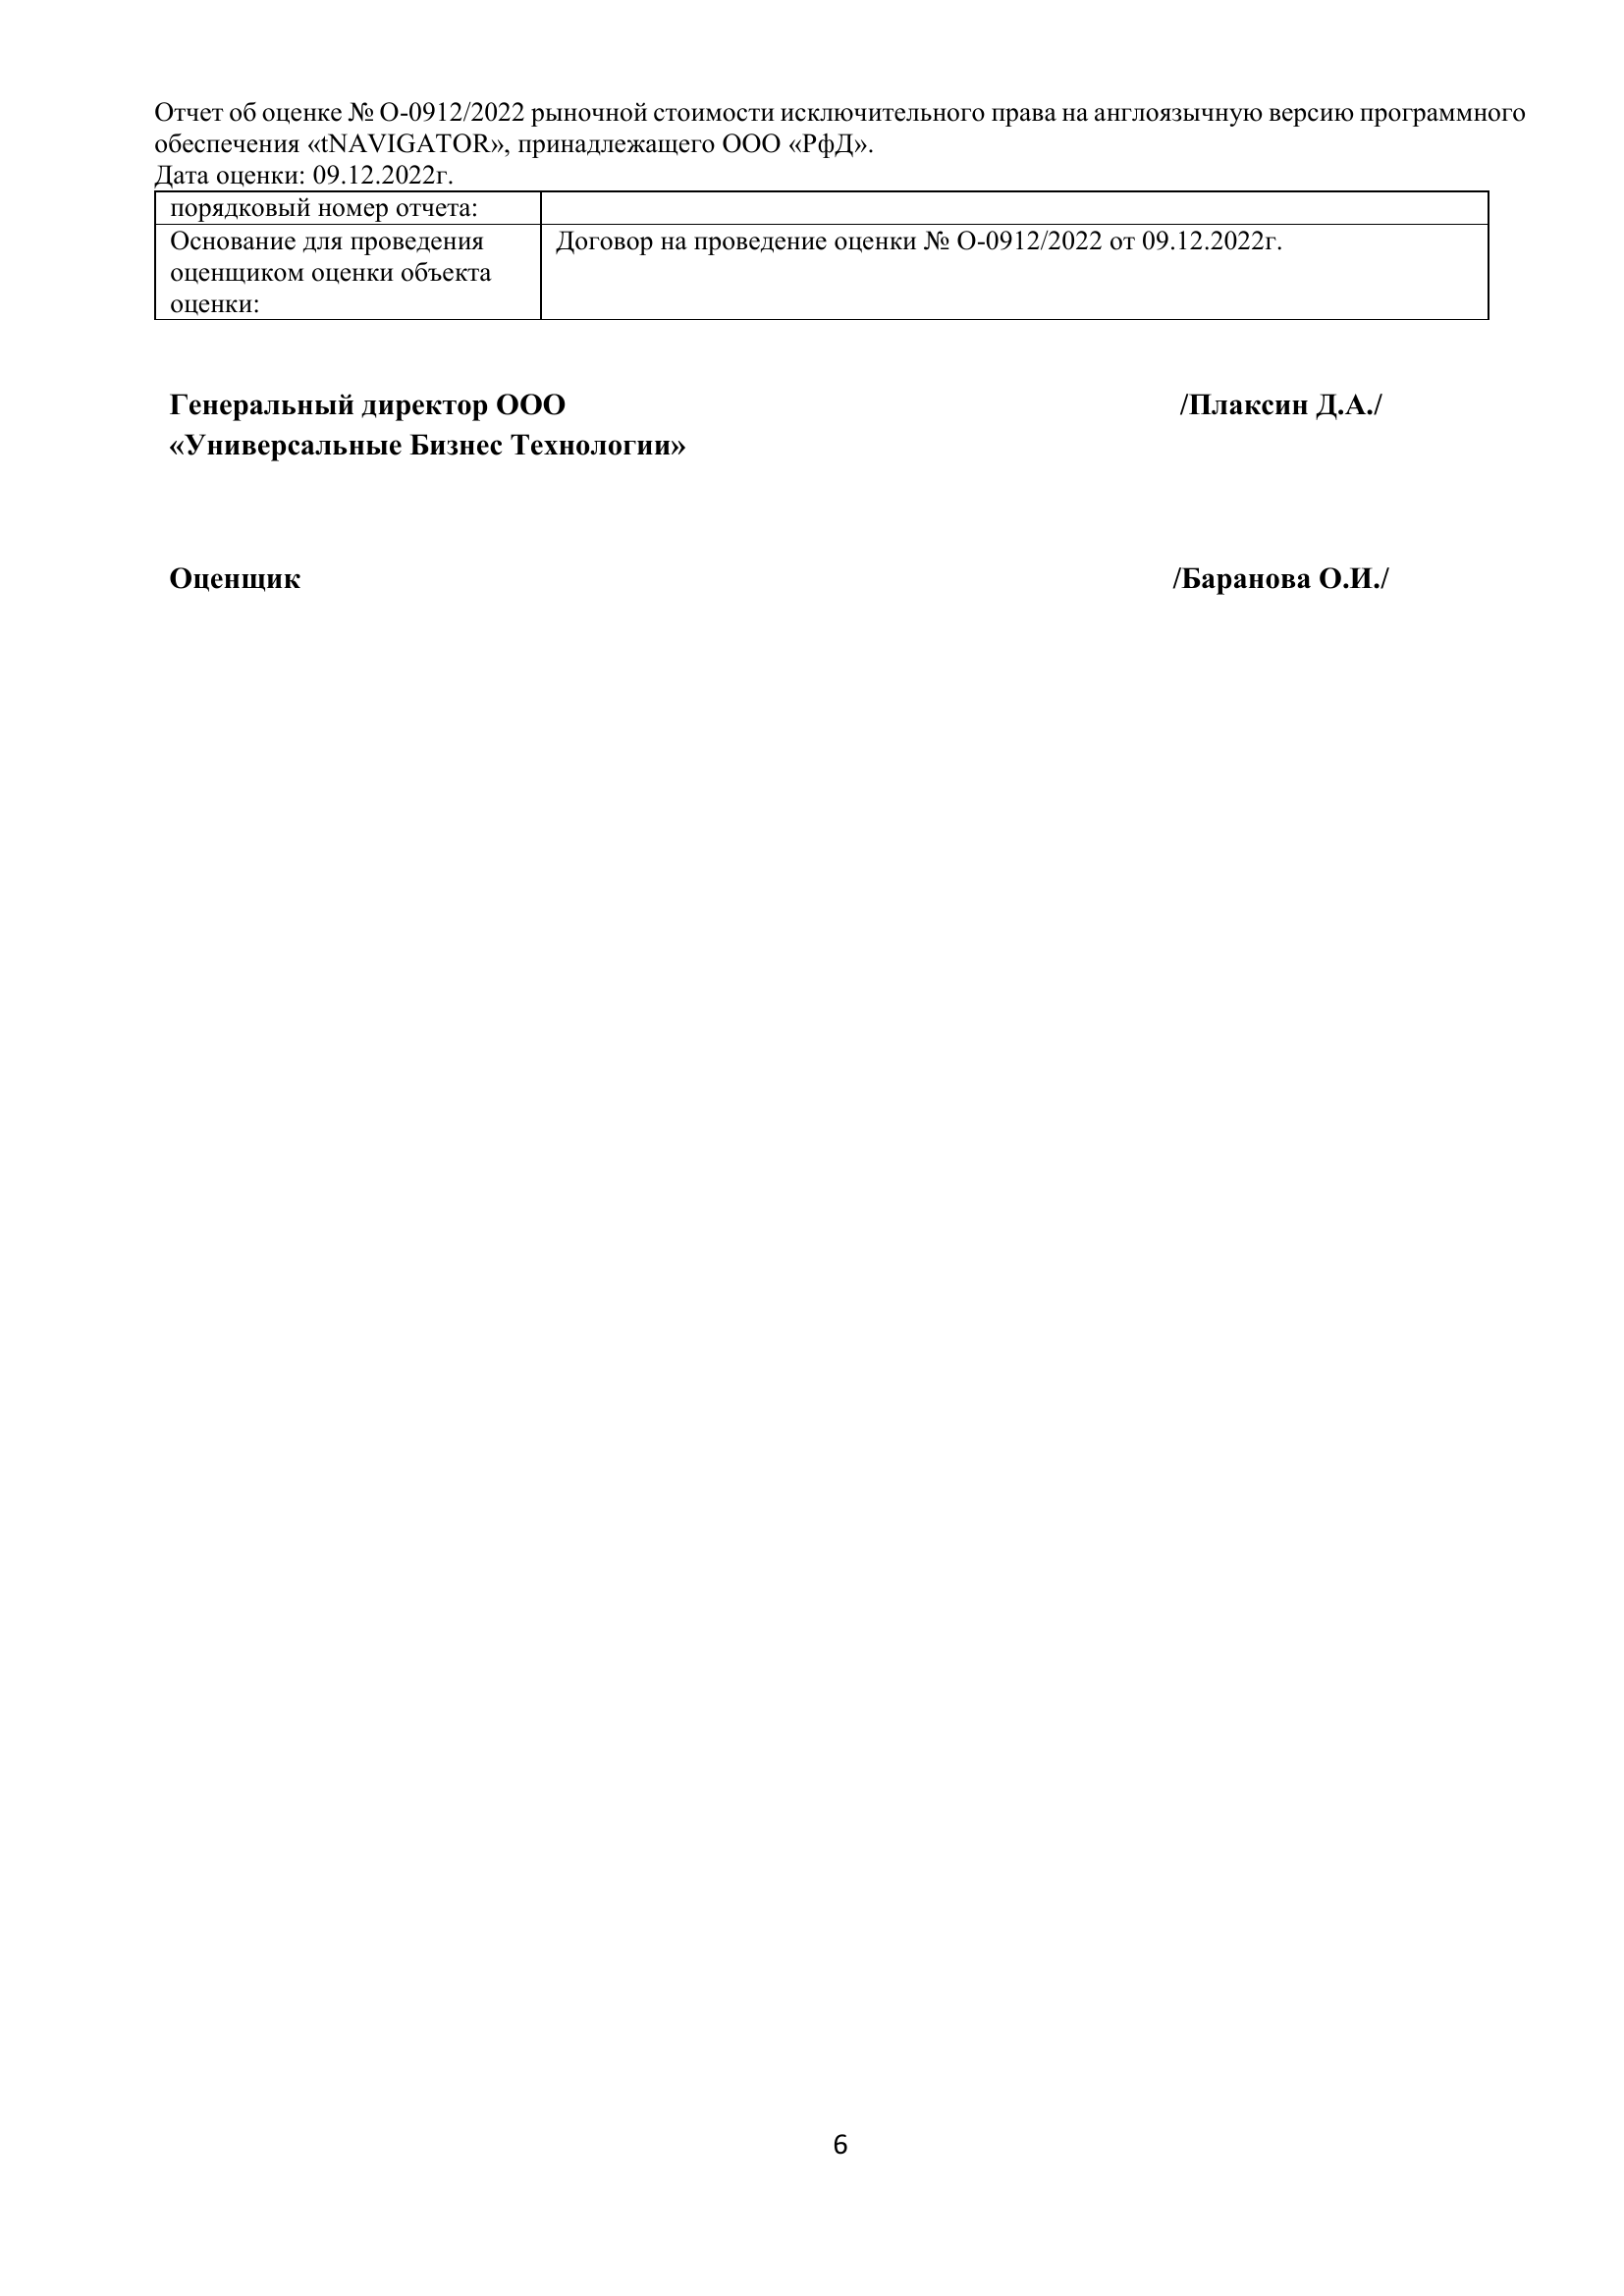 Отчет об оценке № О-0912/2022 рыночной стоимости исключительного права на англоязычную версию программного
обеспечения «tNAVIGATOR», принадлежащего ООО «РфД».
Дата оценки: 09.12.2022г.
порядковый номер отчета:
Основание для проведения
оценщиком оценки объекта
оценки:
Договор на проведение оценки № О-0912/2022 от 09.12.2022г.
Генеральный директор ООО
«Универсальные Бизнес Технологии»
/Плаксин Д.А./
Оценщик
/Баранова О.И./
6